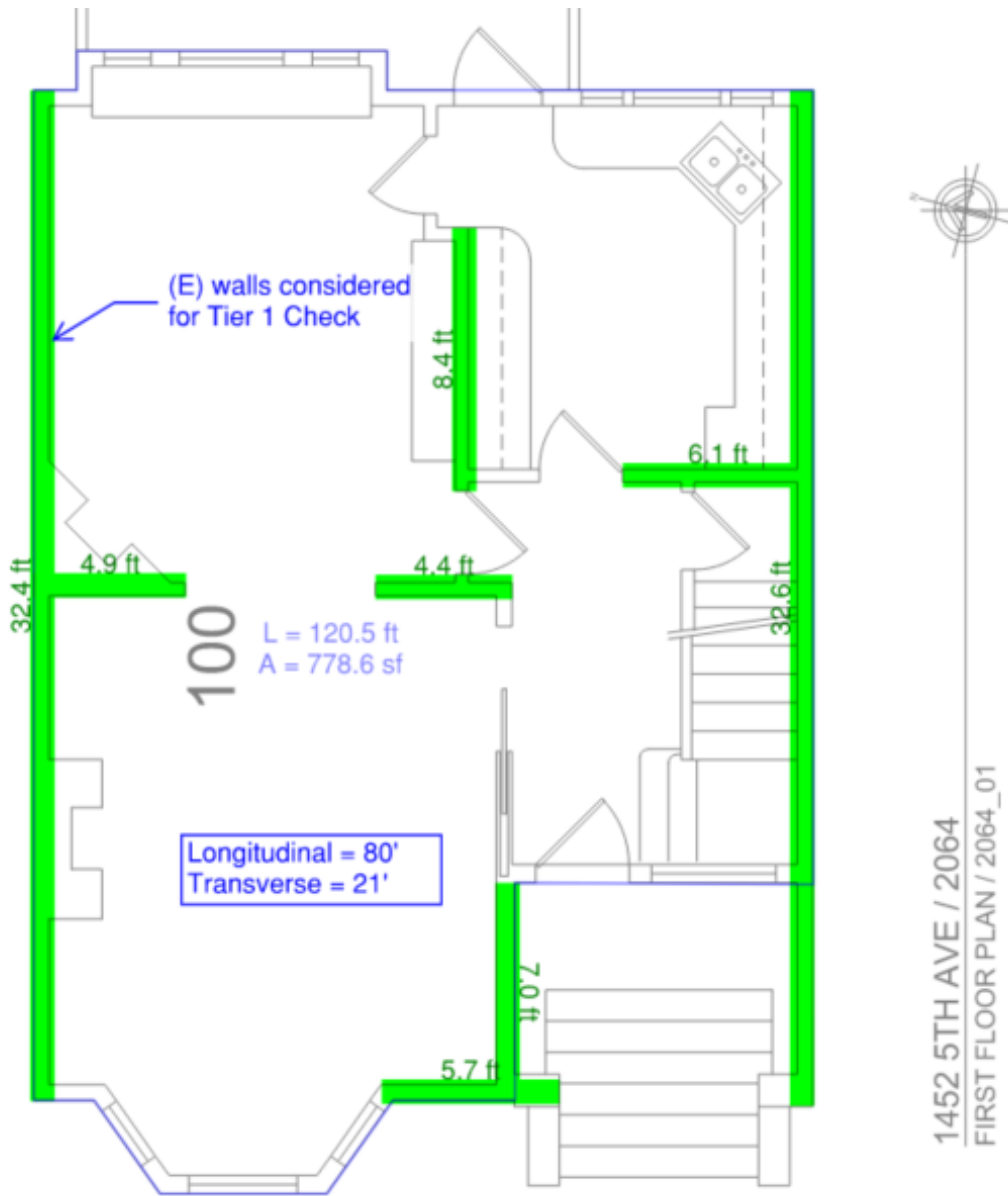 N
(E) walls considered
for Tier 1 Check
8.4 ft
6.1 ft
4.9 ft
4.4 ft
32.4 ft
32.6 ft
100
L = 120.5 ft
A = 778.6 sf
Longitudinal = 80'
Transverse = 21'
7.0 ft
5.7 ft
1452 5TH AVE / 2064
FIRST FLOOR PLAN / 2064_01